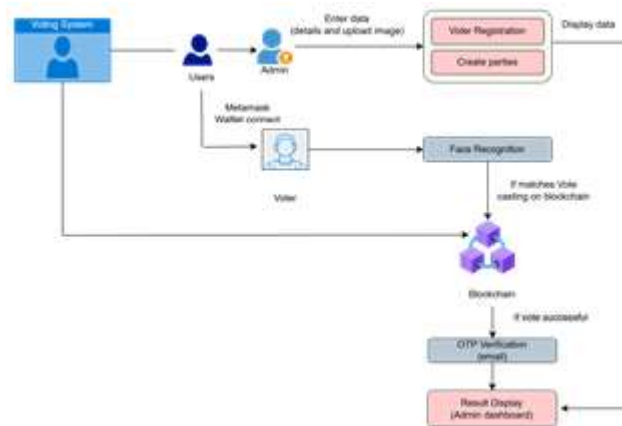 Voting System
Enter data
(details and upload image)
Voter Registration
Display data
Create parties
Users
Admin
Metamask
Wallet connect
Face Recognition
Voter
If matches Vote
casting on blockchain
Blockchain
If vote successful
OTP Verification
(email)
Result Display
(Admin dashboard)